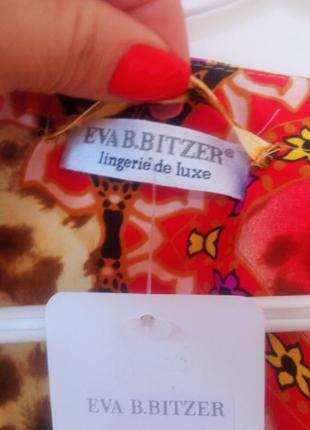 EVA B.BITZER®
lingerie de luxe
EVA B.BITZER